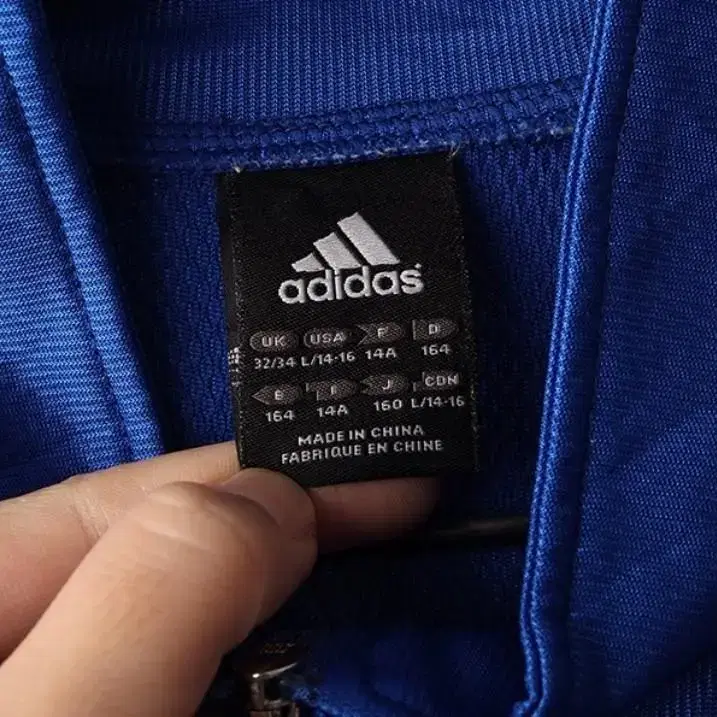 adidas
UK USA F D
32/34 L/14-16 14A 164
E I J CDN
164 14A 160 L/14-16
MADE IN CHINA
FABRIQUE EN CHINE